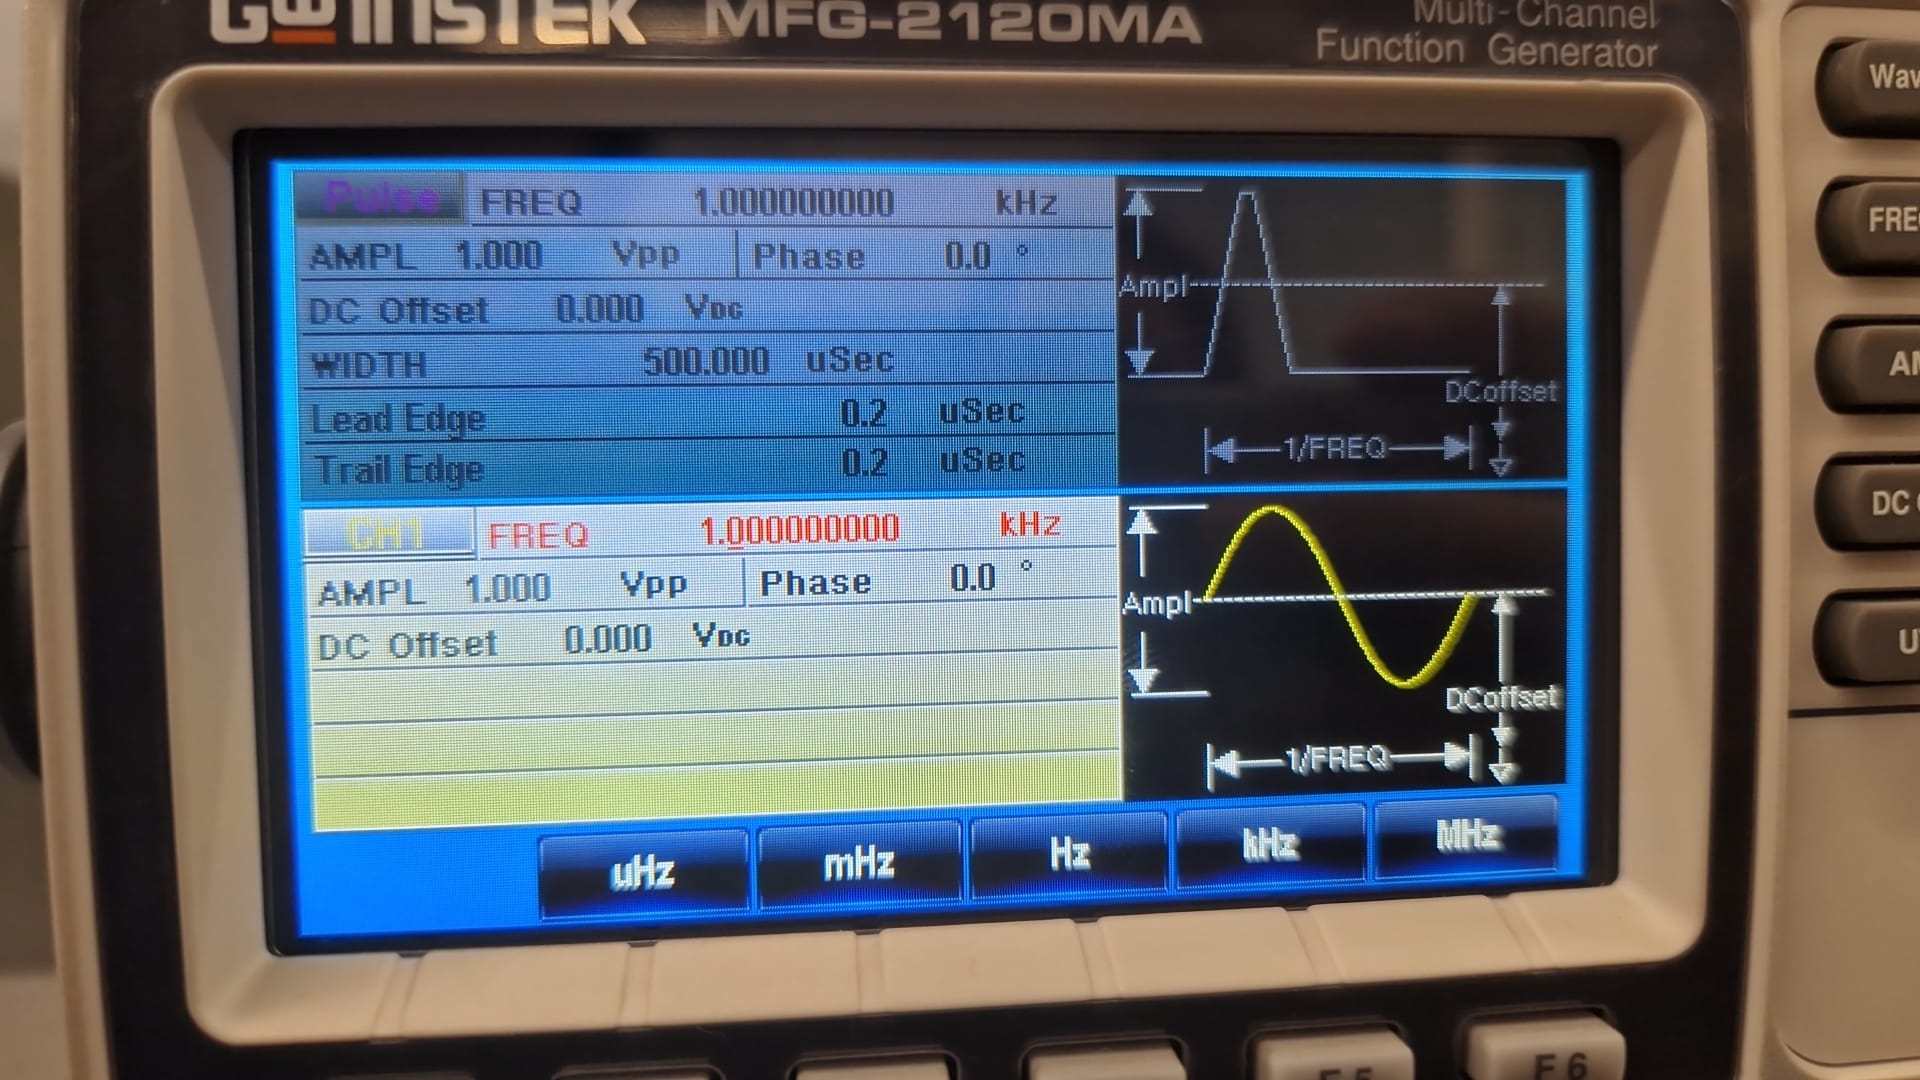 GWINSTEK MFG-2120MA Multi-Channel
Function Generator
Pulse FREQ 1.000000000 kHz
AMPL 1.000 Vpp Phase 0.0 °
DC Offset 0.000 VDC
WIDTH 500.000 uSec
Lead Edge 0.2 uSec
Trail Edge 0.2 uSec
Ampl
DCoffset
1/FREQ
CH1 FREQ 1.000000000 kHz
AMPL 1.000 Vpp Phase 0.0 °
DC Offset 0.000 VDC
Ampl
DCoffset
1/FREQ
uHz mHz Hz kHz MHz
F5 F6
Wav
FRE
AM
DC
U